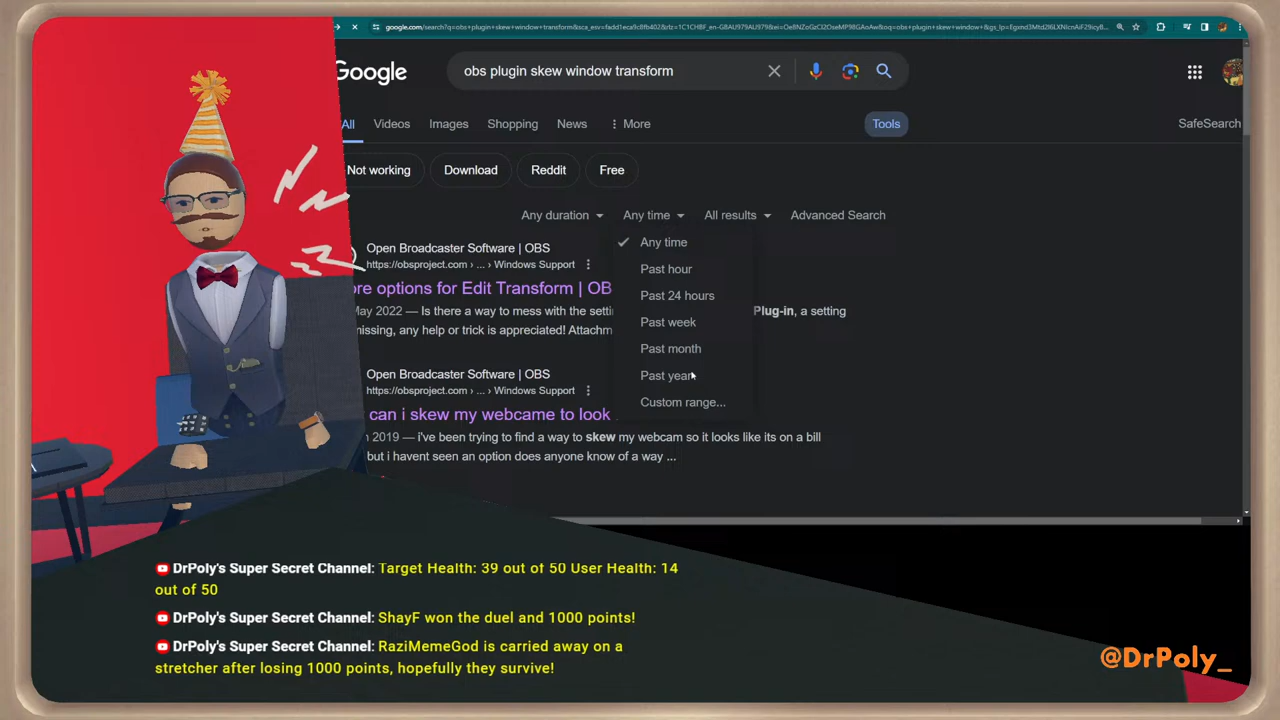 Google
obs plugin skew window transform
All Videos Images Shopping News More Tools SafeSearch
Not working Download Reddit Free
Any duration Any time All results Advanced Search
Any time
Past hour
Past 24 hours
Past week
Past month
Past year
Custom range...
Open Broadcaster Software | OBS
https://obsproject.com › ... › Windows Support
ore options for Edit Transform | OB
May 2022 — Is there a way to mess with the setti Plug-in, a setting
missing, any help or trick is appreciated! Attachm
Open Broadcaster Software | OBS
https://obsproject.com › ... › Windows Support
can i skew my webcame to look
2019 — i've been trying to find a way to skew my webcam so it looks like its on a bill
but i havent seen an option does anyone know of a way ...
DrPoly's Super Secret Channel: Target Health: 39 out of 50 User Health: 14
out of 50
DrPoly's Super Secret Channel: ShayF won the duel and 1000 points!
DrPoly's Super Secret Channel: RaziMemeGod is carried away on a
stretcher after losing 1000 points, hopefully they survive!
@DrPoly_